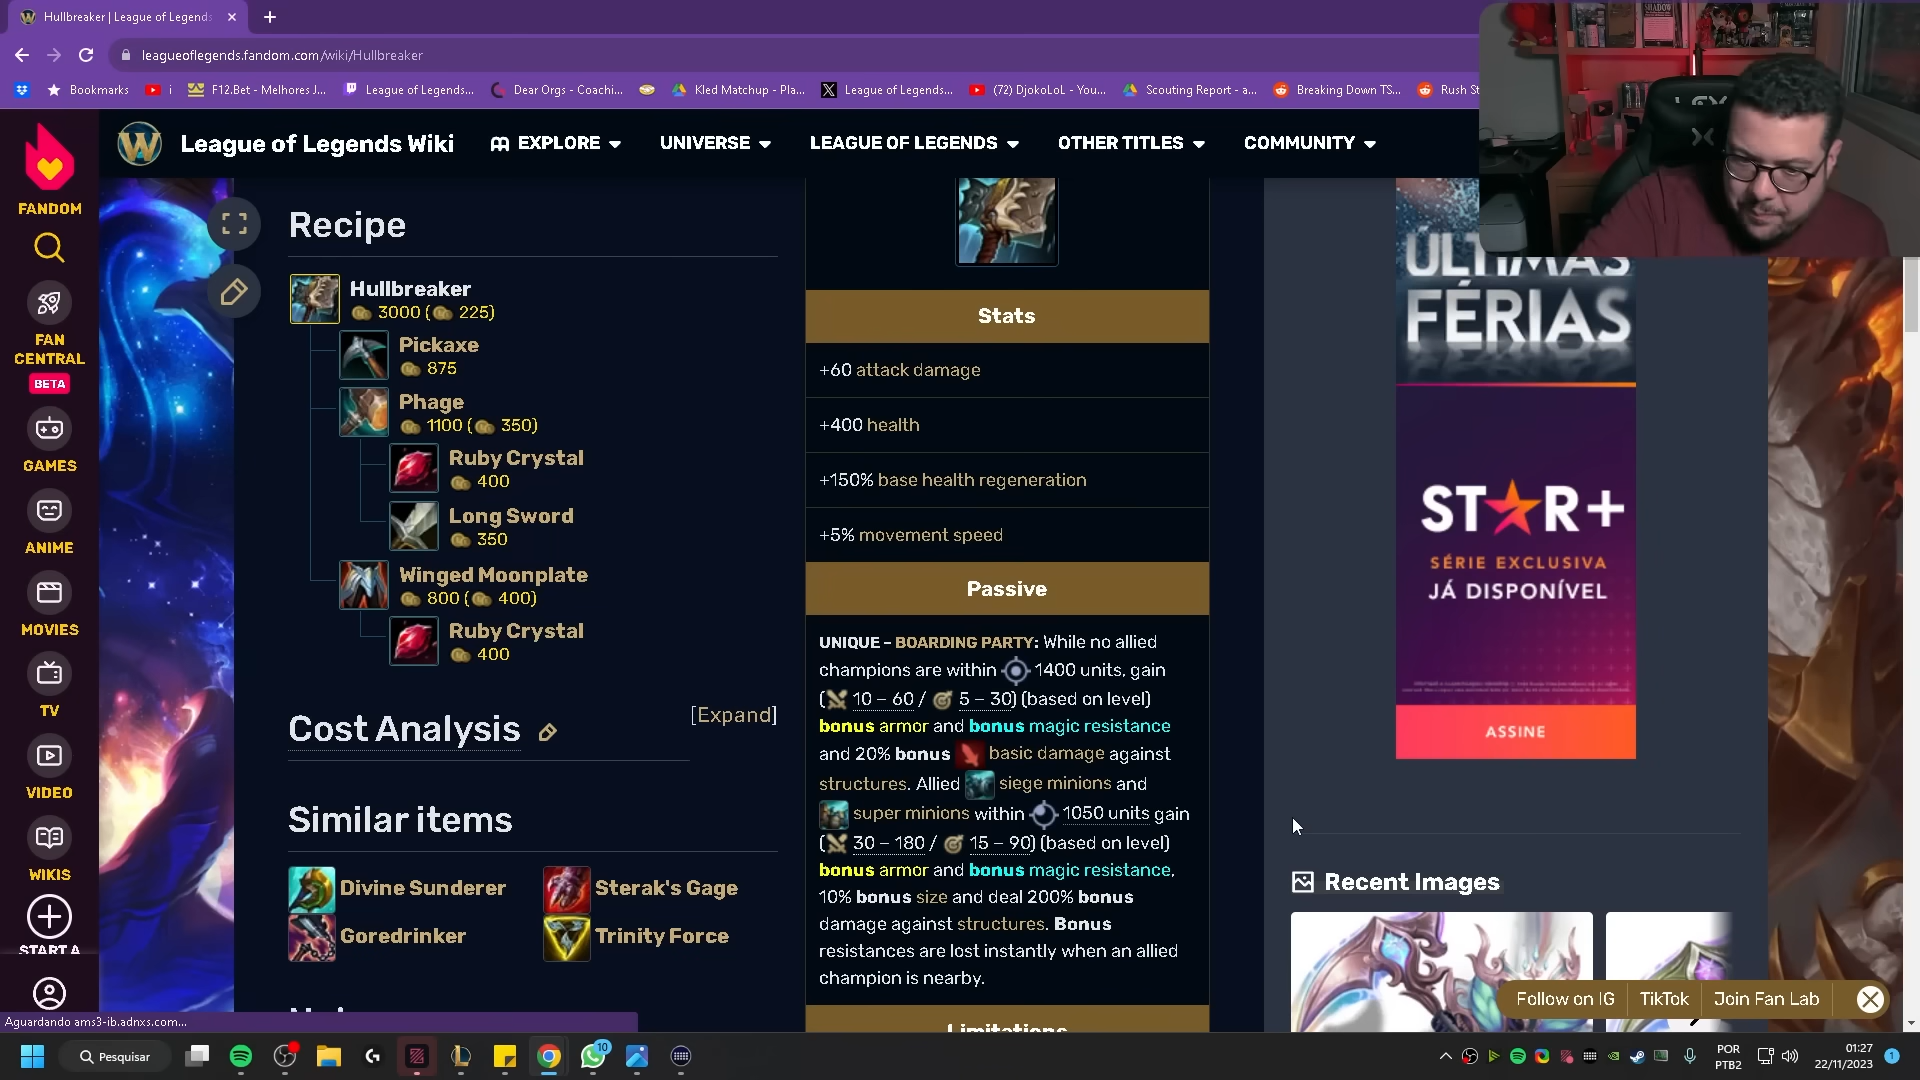 Hullbreaker | League of Legends
leagueoflegends.fandom.com/wiki/Hullbreaker
Bookmarks
i
F12.Bet - Melhores J...
League of Legends...
Dear Orgs - Coachi...
Kled Matchup - Pla...
League of Legends...
(72) DjokoLoL - You...
Scouting Report - a...
Breaking Down TS...
Rush St
SHADOW
League of Legends Wiki
EXPLORE
UNIVERSE
LEAGUE OF LEGENDS
OTHER TITLES
COMMUNITY
FANDOM
FAN
CENTRAL
BETA
GAMES
ANIME
MOVIES
TV
VIDEO
WIKIS
START A
Recipe
Hullbreaker
3000 ( 225)
Pickaxe
875
Phage
1100 ( 350)
Ruby Crystal
400
Long Sword
350
Winged Moonplate
800 ( 400)
Ruby Crystal
400
Cost Analysis
[Expand]
Similar items
Divine Sunderer
Sterak's Gage
Goredrinker
Trinity Force
Stats
+60 attack damage
+400 health
+150% base health regeneration
+5% movement speed
Passive
UNIQUE – BOARDING PARTY: While no allied
champions are within 1400 units, gain
( 10 – 60 / 5 – 30) (based on level)
bonus armor and bonus magic resistance
and 20% bonus basic damage against
structures. Allied siege minions and
super minions within 1050 units gain
( 30 – 180 / 15 – 90) (based on level)
bonus armor and bonus magic resistance,
10% bonus size and deal 200% bonus
damage against structures. Bonus
resistances are lost instantly when an allied
champion is nearby.
Limitations
ÚLTIMAS
FÉRIAS
ST★R+
SÉRIE EXCLUSIVA
JÁ DISPONÍVEL
ASSINE
Recent Images
Follow on IG
TikTok
Join Fan Lab
Aguardando ams3-ib.adnxs.com...
Pesquisar
10
POR
PTB2
01:27
22/11/2023
1